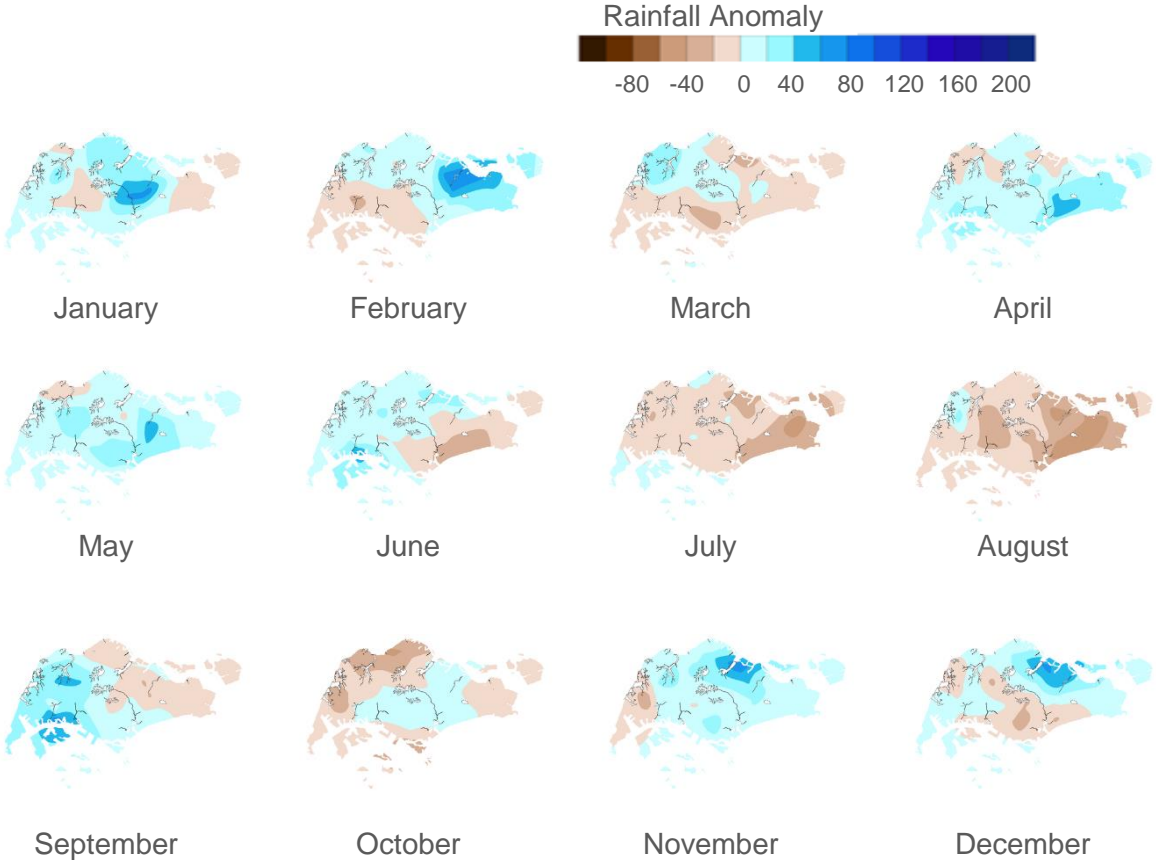 Rainfall Anomaly
-80 -40 0 40 80 120 160 200
January February March April
May June July August
September October November December